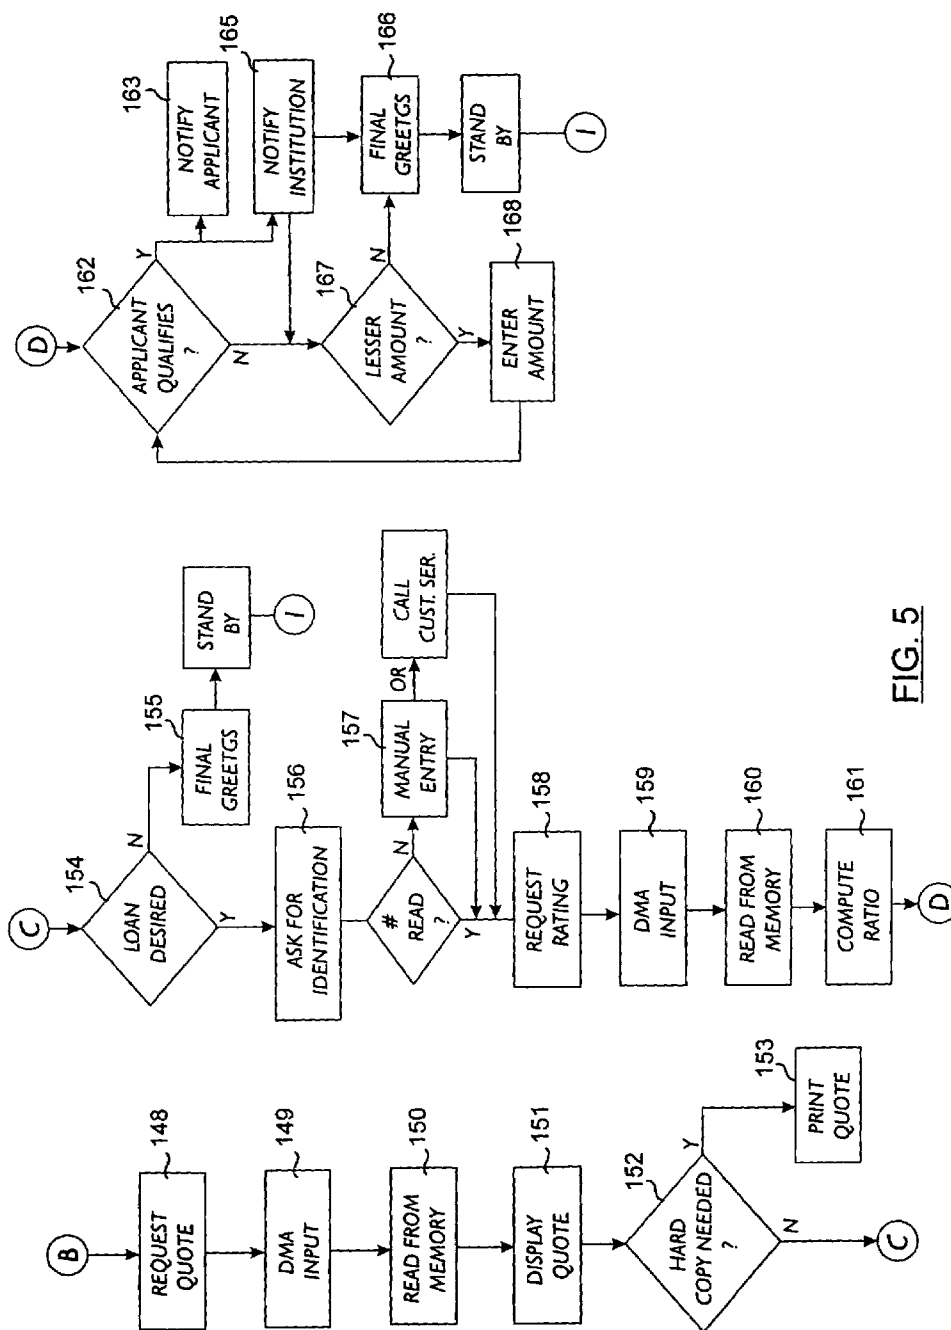 B
148
REQUEST
QUOTE
149
DMA
INPUT
150
READ FROM
MEMORY
151
DISPLAY
QUOTE
152
HARD
COPY NEEDED
?
Y
153
PRINT
QUOTE
N
C
C
154
LOAN
DESIRED
N
155
FINAL
GREETGS
STAND
BY
1
Y
156
ASK FOR
IDENTIFICATION
#
READ
?
N
157
MANUAL
ENTRY
OR
CALL
CUST. SER.
Y
158
REQUEST
RATING
159
DMA
INPUT
160
READ FROM
MEMORY
161
COMPUTE
RATIO
D
D
162
APPLICANT
QUALIFIES
?
Y
163
NOTIFY
APPLICANT
165
NOTIFY
INSTITUTION
N
167
LESSER
AMOUNT
?
N
166
FINAL
GREETGS
STAND
BY
1
Y
168
ENTER
AMOUNT
FIG. 5